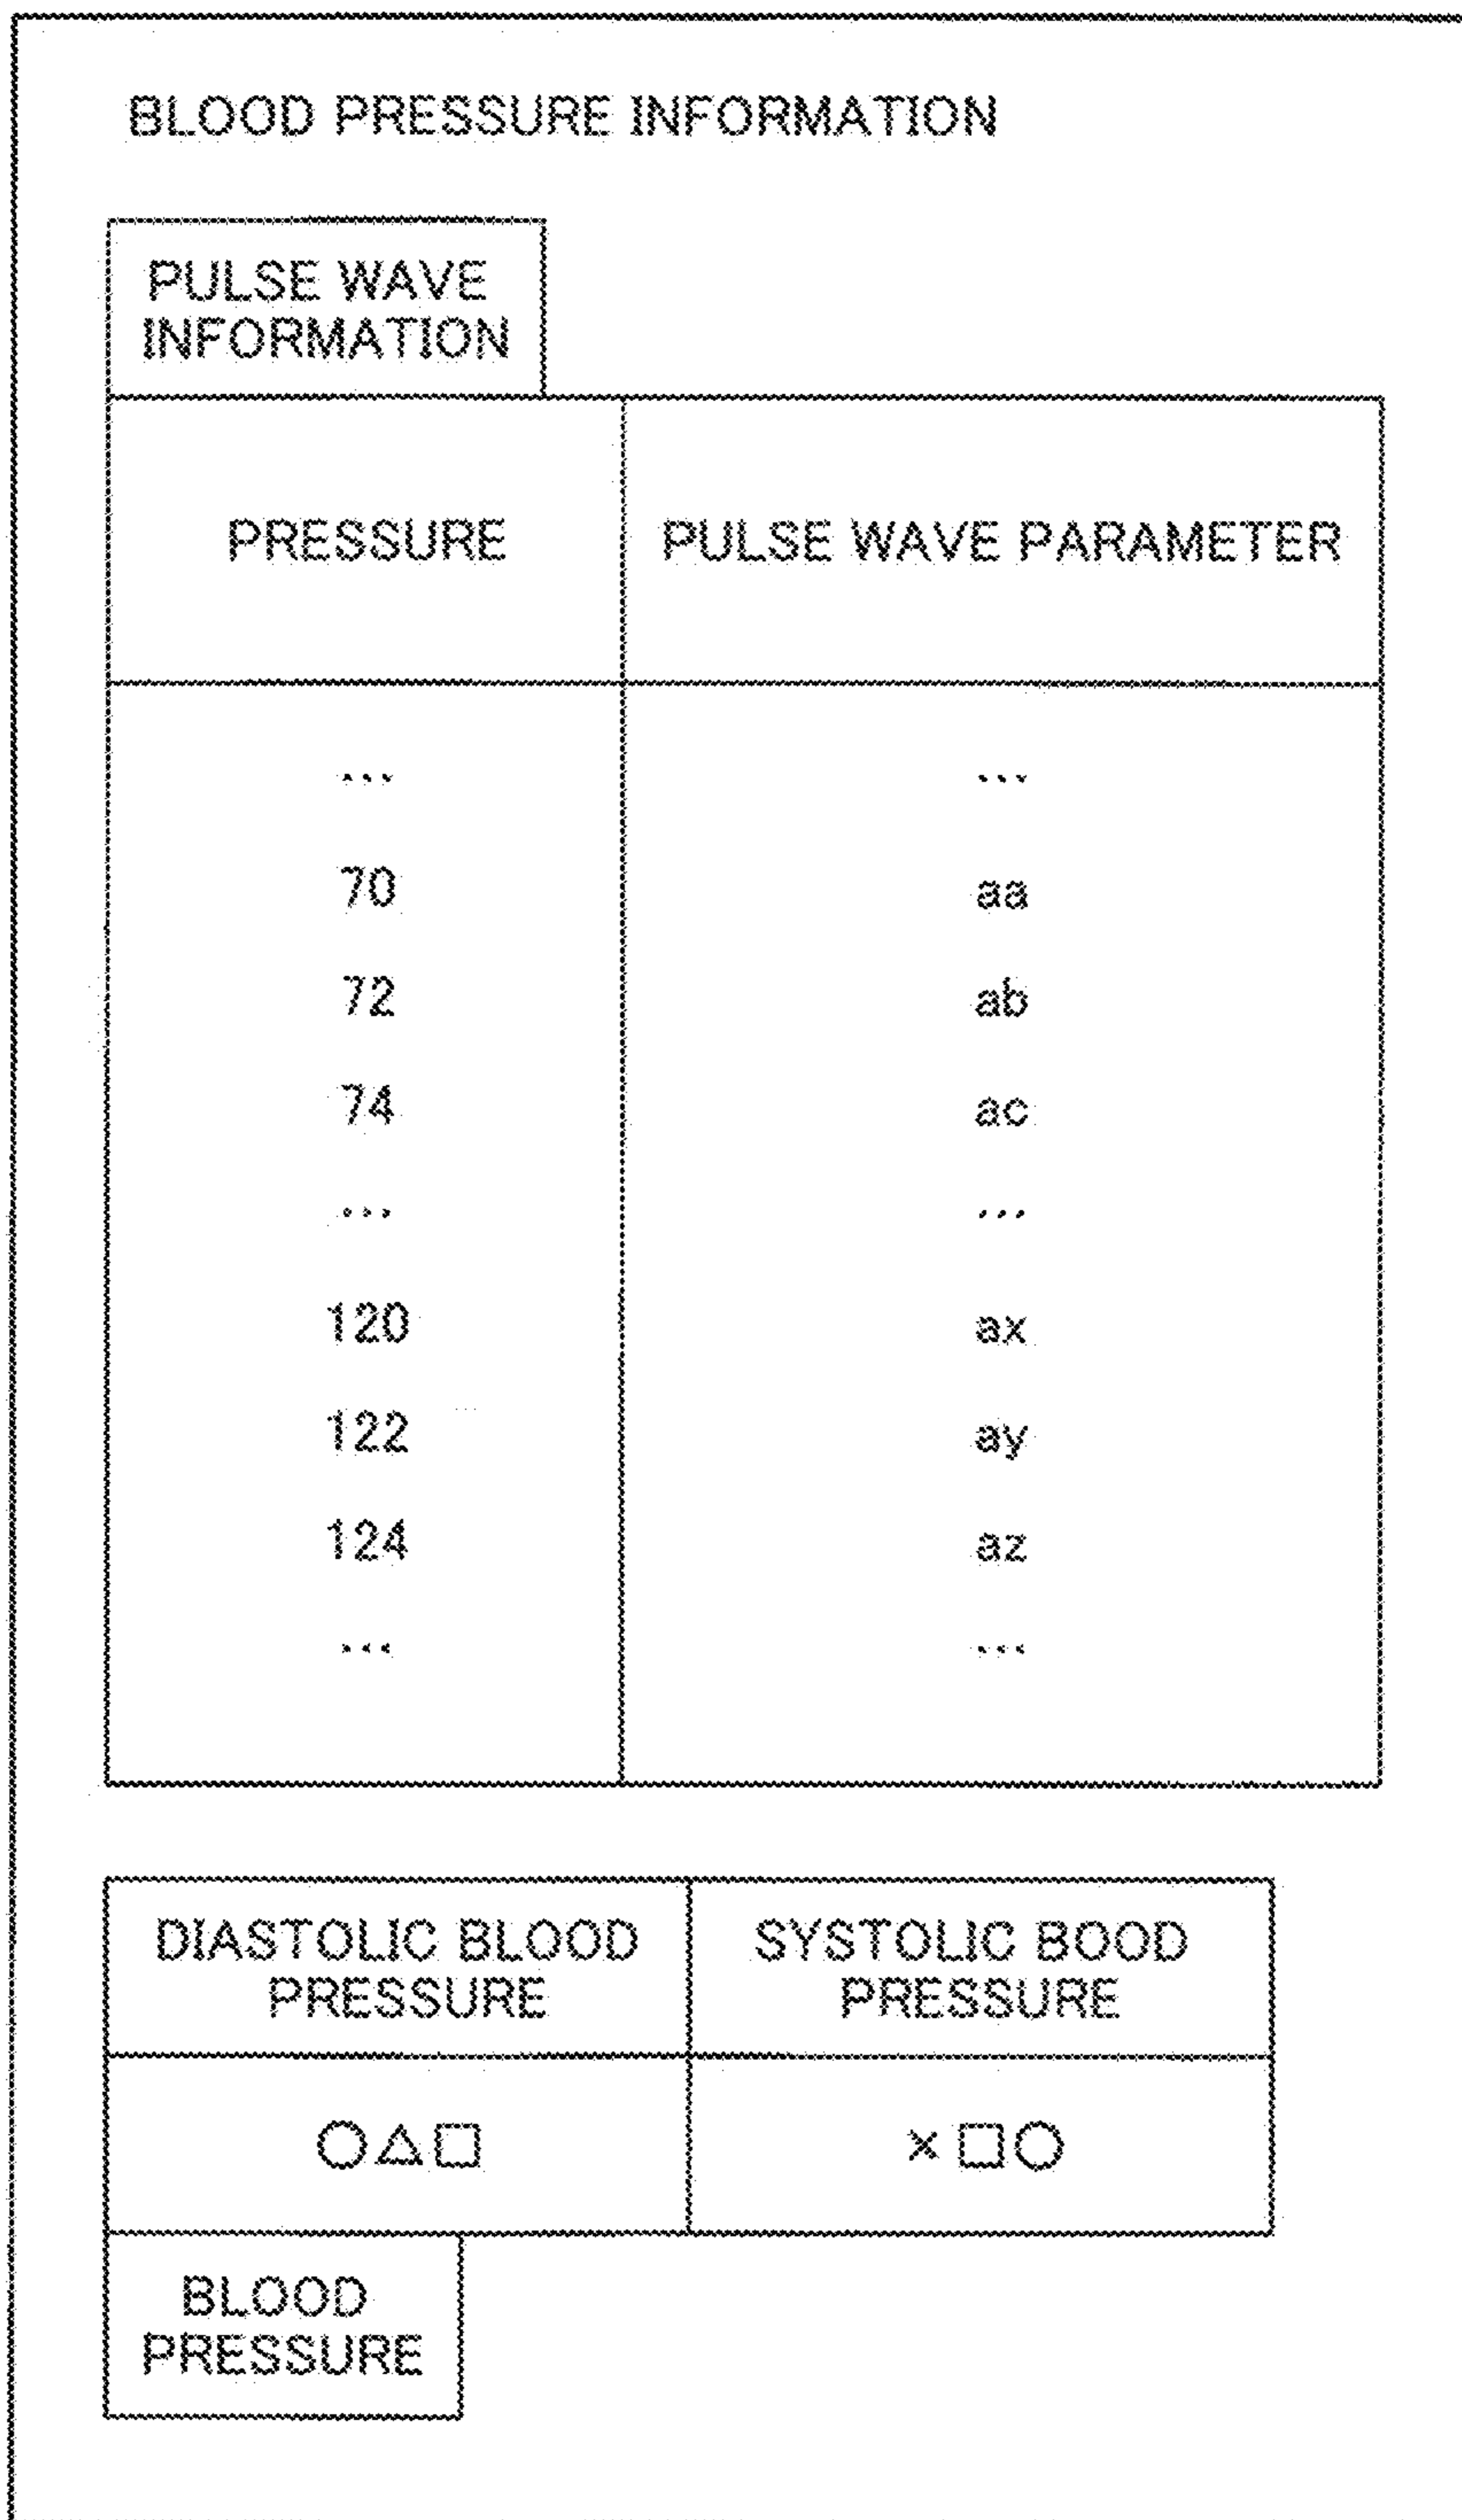 BLOOD PRESSURE INFORMATION
PULSE WAVE
INFORMATION
PRESSURE PULSE WAVE PARAMETER
... ...
70 aa
72 ab
74 ac
... ...
120 ax
122 ay
124 az
... ...
DIASTOLIC BLOOD
PRESSURE
SYSTOLIC BOOD
PRESSURE
○△□ ×□○
BLOOD
PRESSURE